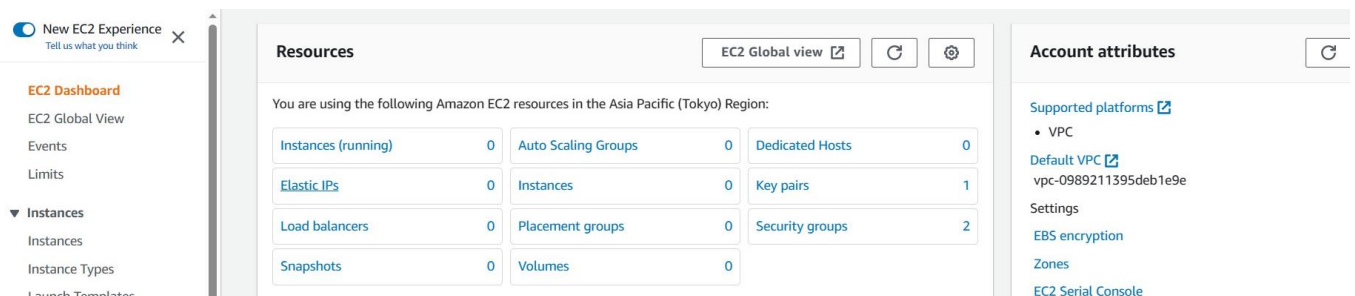 New EC2 Experience
Tell us what you think
EC2 Dashboard
EC2 Global View
Events
Limits
Instances
Instances
Instance Types
Launch Templates
Resources
EC2 Global view
You are using the following Amazon EC2 resources in the Asia Pacific (Tokyo) Region:
Instances (running) 0 Auto Scaling Groups 0 Dedicated Hosts 0
Elastic IPs 0 Instances 0 Key pairs 1
Load balancers 0 Placement groups 0 Security groups 2
Snapshots 0 Volumes 0
Account attributes
Supported platforms
• VPC
Default VPC
vpc-0989211395deb1e9e
Settings
EBS encryption
Zones
EC2 Serial Console